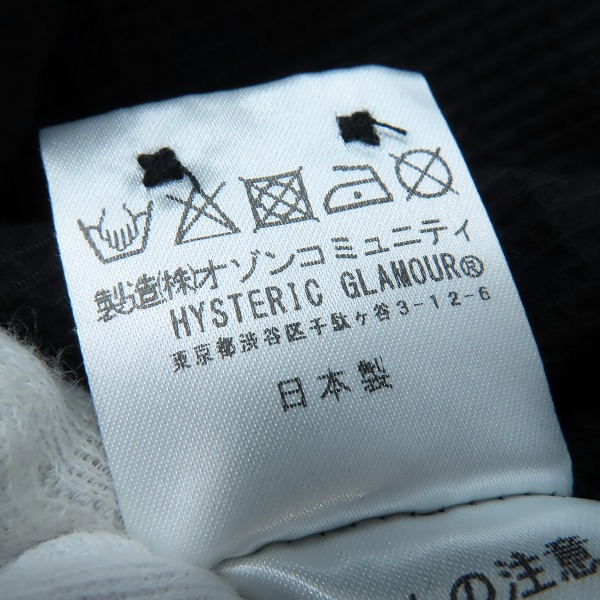 製造(株)オゾンコミュニティ
HYSTERIC GLAMOUR®
東京都渋谷区千駄ケ谷3-12-6
日本製
の注意